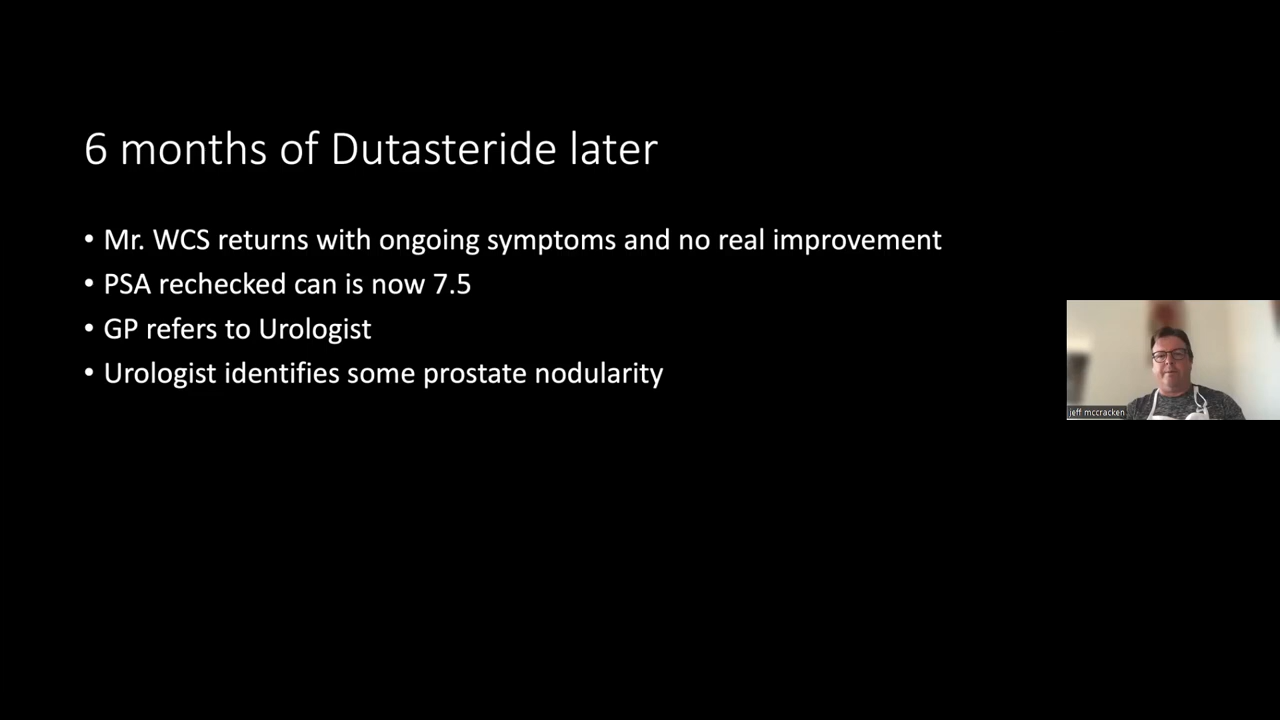 6 months of Dutasteride later
• Mr. WCS returns with ongoing symptoms and no real improvement
• PSA rechecked can is now 7.5
• GP refers to Urologist
• Urologist identifies some prostate nodularity
jeff mccracken